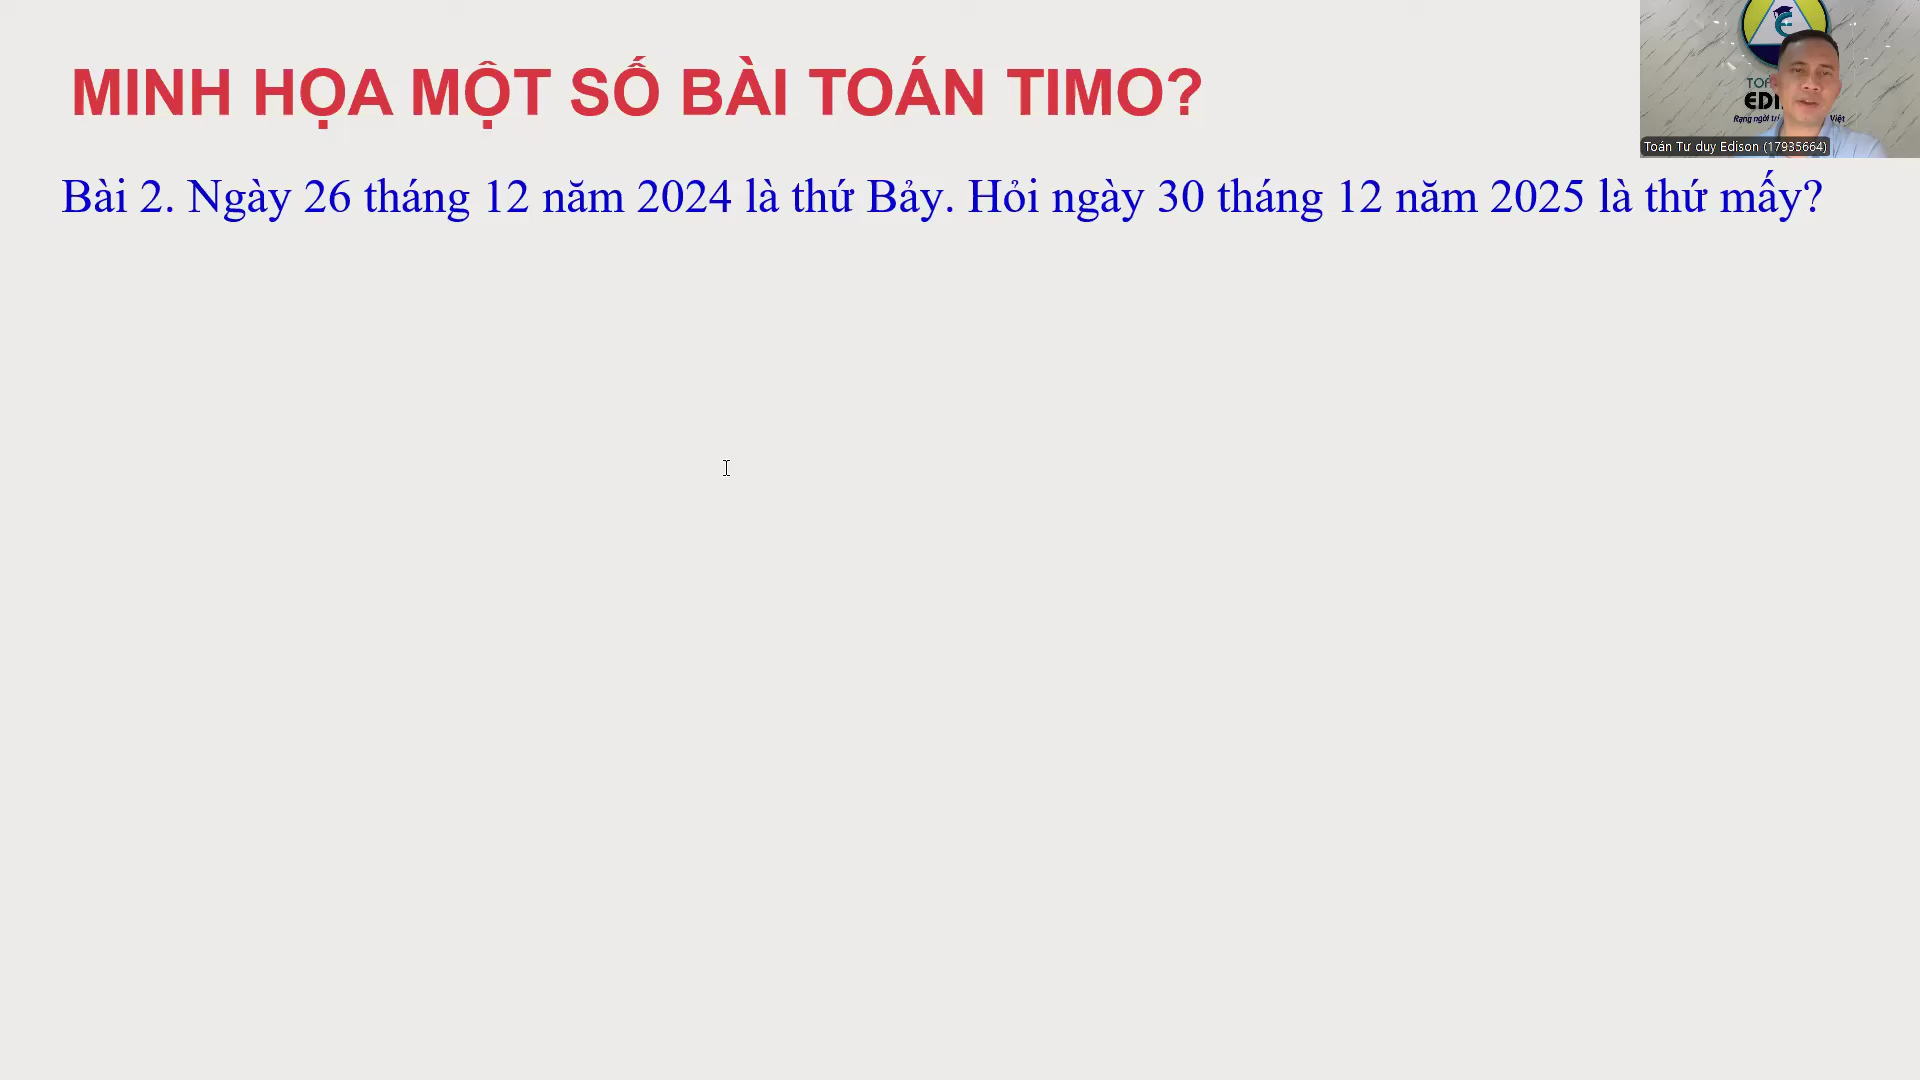 MINH HỌA MỘT SỐ BÀI TOÁN TIMO?
Bài 2. Ngày 26 tháng 12 năm 2024 là thứ Bảy. Hỏi ngày 30 tháng 12 năm 2025 là thứ mấy?
Toán Tư duy Edison (17935664)